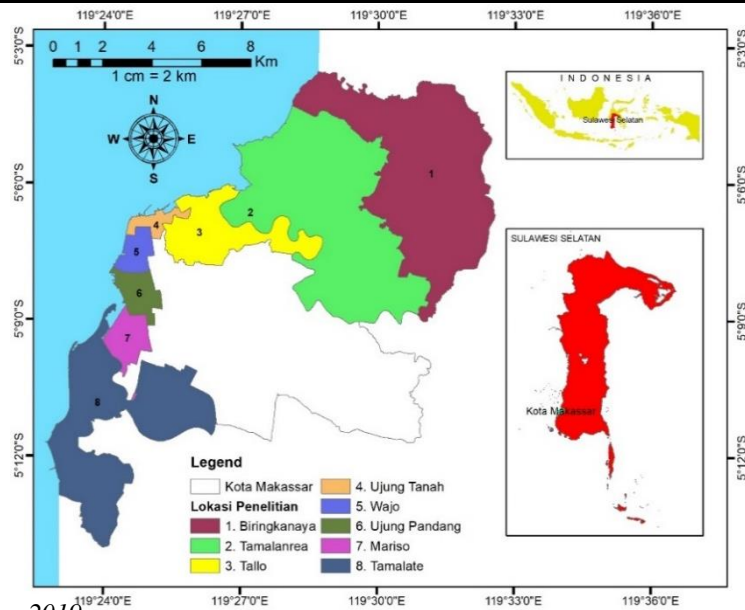 119°24'0"E 119°27'0"E 119°30'0"E 119°33'0"E 119°36'0"E
0 1 2 4 6 8
Km
1 cm = 2 km
N
W E
S
5°3'0"S 5°3'0"S
5°6'0"S 5°6'0"S
5°9'0"S 5°9'0"S
5°12'0"S 5°12'0"S
1
2
3
4
5
6
7
8
INDONESIA
Sulawesi Selatan
SULAWESI SELATAN
Kota Makassar
Legend
Kota Makassar
Lokasi Penelitian
1. Biringkanaya
2. Tamalanrea
3. Tallo
4. Ujung Tanah
5. Wajo
6. Ujung Pandang
7. Mariso
8. Tamalate
119°24'0"E 119°27'0"E 119°30'0"E 119°33'0"E 119°36'0"E